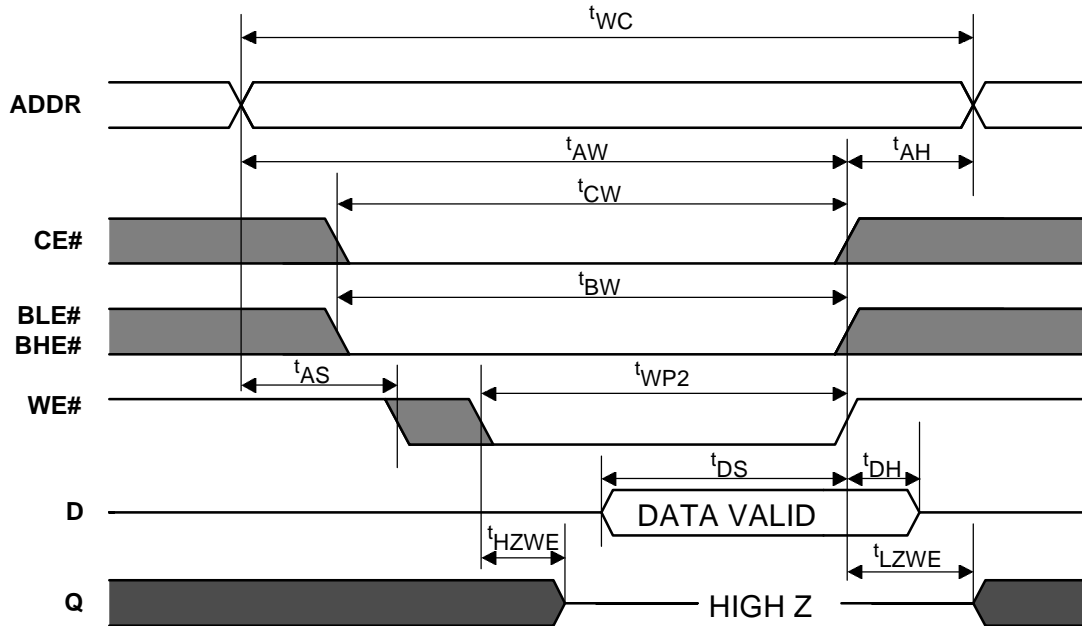 tWC
ADDR
tAW
tAH
tCW
CE#
tBW
BLE#
BHE#
tAS
tWP2
WE#
tDS
tDH
D
DATA VALID
tHZWE
tLZWE
Q
HIGH Z